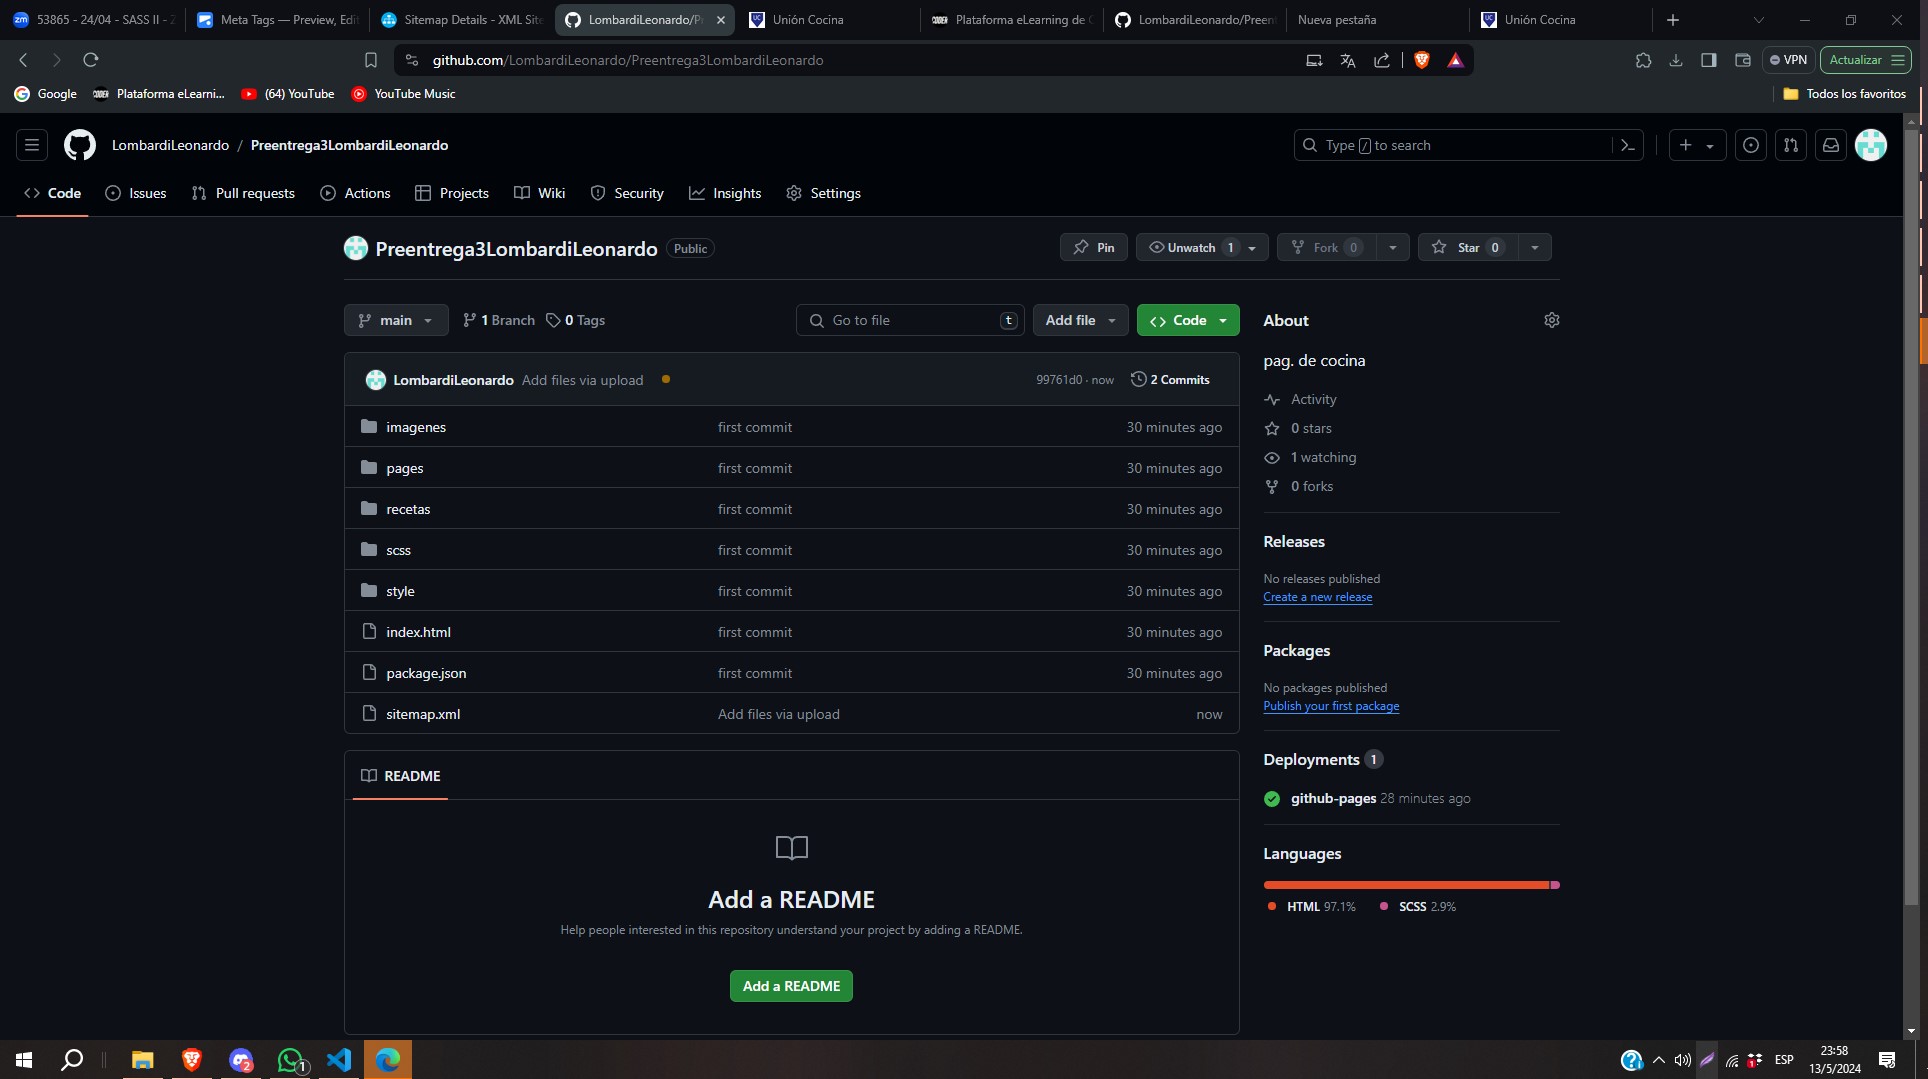 zm 53865 - 24/04 - SASS II - Z
Meta Tags — Preview, Edi
Sitemap Details - XML Site
LombardiLeonardo/Pr
UC Unión Cocina
CODER Plataforma eLearning de C
LombardiLeonardo/Preent
Nueva pestaña
UC Unión Cocina
github.com/LombardiLeonardo/Preentrega3LombardiLeonardo
VPN
Actualizar
Google
CODER Plataforma eLearni...
(64) YouTube
YouTube Music
Todos los favoritos
LombardiLeonardo / Preentrega3LombardiLeonardo
Type / to search
Code
Issues
Pull requests
Actions
Projects
Wiki
Security
Insights
Settings
Preentrega3LombardiLeonardo Public
Pin
Unwatch 1
Fork 0
Star 0
main
1 Branch
0 Tags
Go to file t
Add file
Code
LombardiLeonardo Add files via upload
99761d0 · now
2 Commits
imagenes first commit 30 minutes ago
pages first commit 30 minutes ago
recetas first commit 30 minutes ago
scss first commit 30 minutes ago
style first commit 30 minutes ago
index.html first commit 30 minutes ago
package.json first commit 30 minutes ago
sitemap.xml Add files via upload now
README
Add a README
Help people interested in this repository understand your project by adding a README.
Add a README
About
pag. de cocina
Activity
0 stars
1 watching
0 forks
Releases
No releases published
Create a new release
Packages
No packages published
Publish your first package
Deployments 1
github-pages 28 minutes ago
Languages
HTML 97.1%
SCSS 2.9%
2
1
1
ESP
23:58
13/5/2024